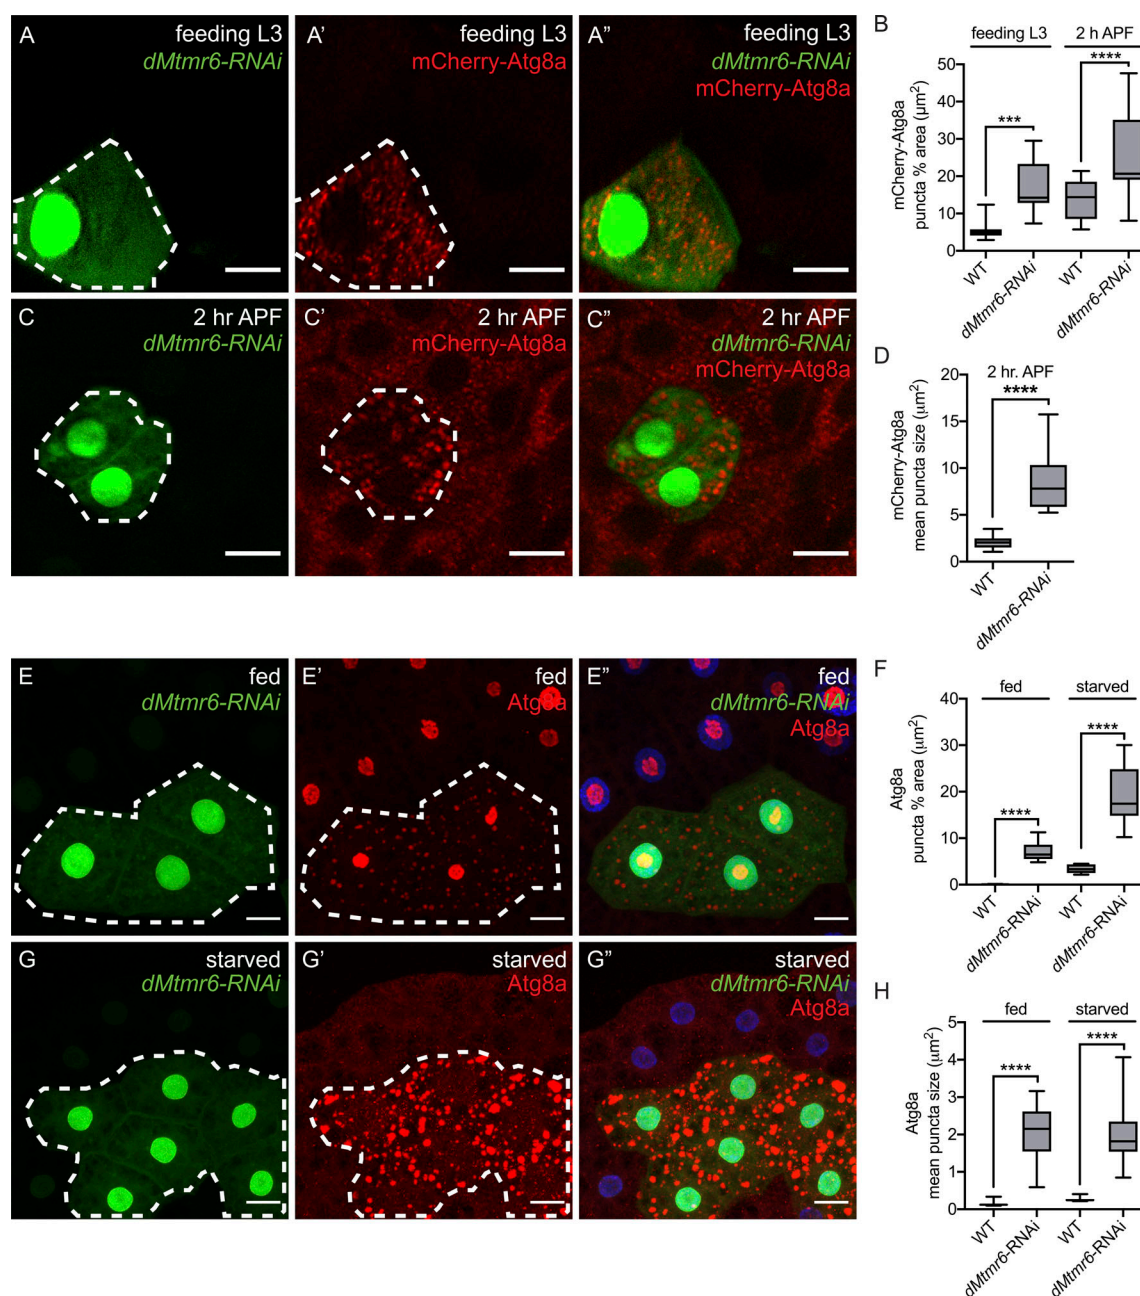 A
feeding L3
dMtmr6-RNAi
A'
feeding L3
mCherry-Atg8a
A"
feeding L3
dMtmr6-RNAi
mCherry-Atg8a
B
feeding L3
2 h APF
mCherry-Atg8a
puncta % area (μm2)
50
40
30
20
10
0
***
****
WT
dMtmr6-RNAi
WT
dMtmr6-RNAi
C
2 hr APF
dMtmr6-RNAi
C'
2 hr APF
mCherry-Atg8a
C"
2 hr APF
dMtmr6-RNAi
mCherry-Atg8a
D
2 hr. APF
mCherry-Atg8a
mean puncta size (μm2)
20
15
10
5
0
****
WT
dMtmr6-RNAi
E
fed
dMtmr6-RNAi
E'
fed
Atg8a
E"
fed
dMtmr6-RNAi
Atg8a
F
fed
starved
Atg8a
puncta % area (μm2)
40
30
20
10
0
****
****
WT
dMtmr6-RNAi
WT
dMtmr6-RNAi
G
starved
dMtmr6-RNAi
G'
starved
Atg8a
G"
starved
dMtmr6-RNAi
Atg8a
H
fed
starved
Atg8a
mean puncta size (μm2)
5
4
3
2
1
0
****
****
WT
dMtmr6-RNAi
WT
dMtmr6-RNAi